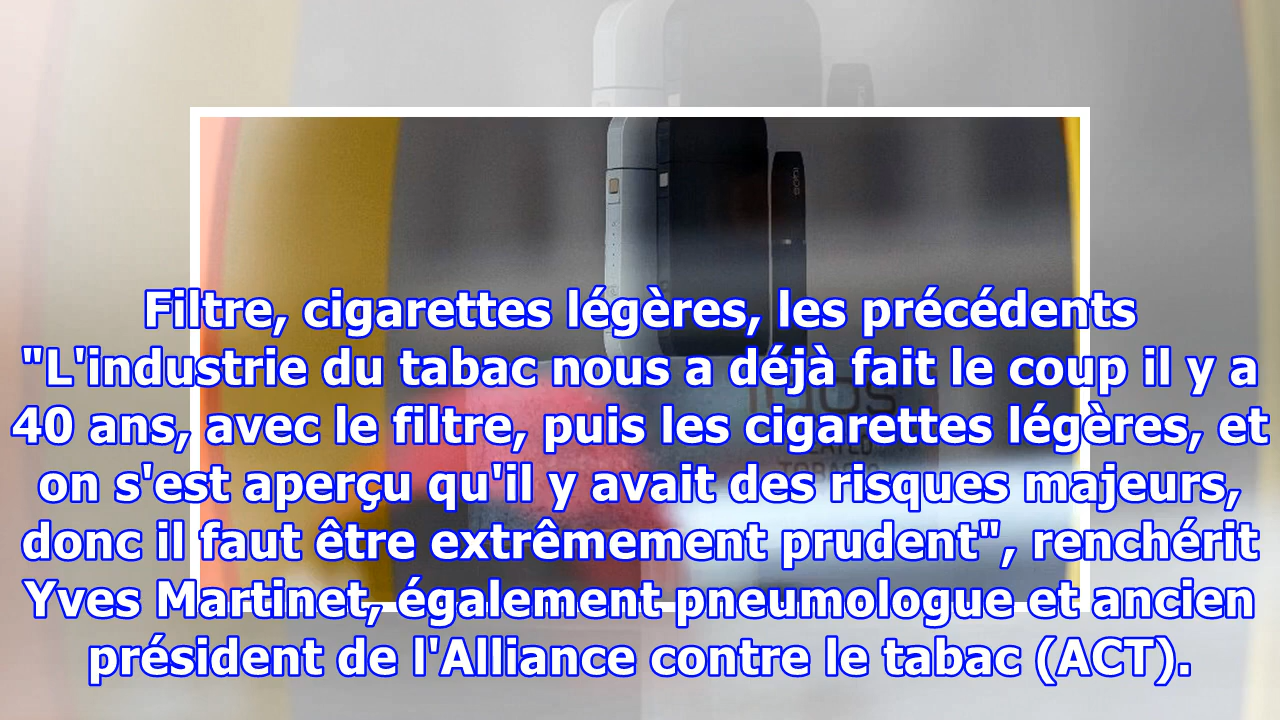 IQOS
Filtre, cigarettes légères, les précédents
"L'industrie du tabac nous a déjà fait le coup il y a
40 ans, avec le filtre, puis les cigarettes légères, et
on s'est aperçu qu'il y avait des risques majeurs,
donc il faut être extrêmement prudent", renchérit
Yves Martinet, également pneumologue et ancien
président de l'Alliance contre le tabac (ACT).
IQOS